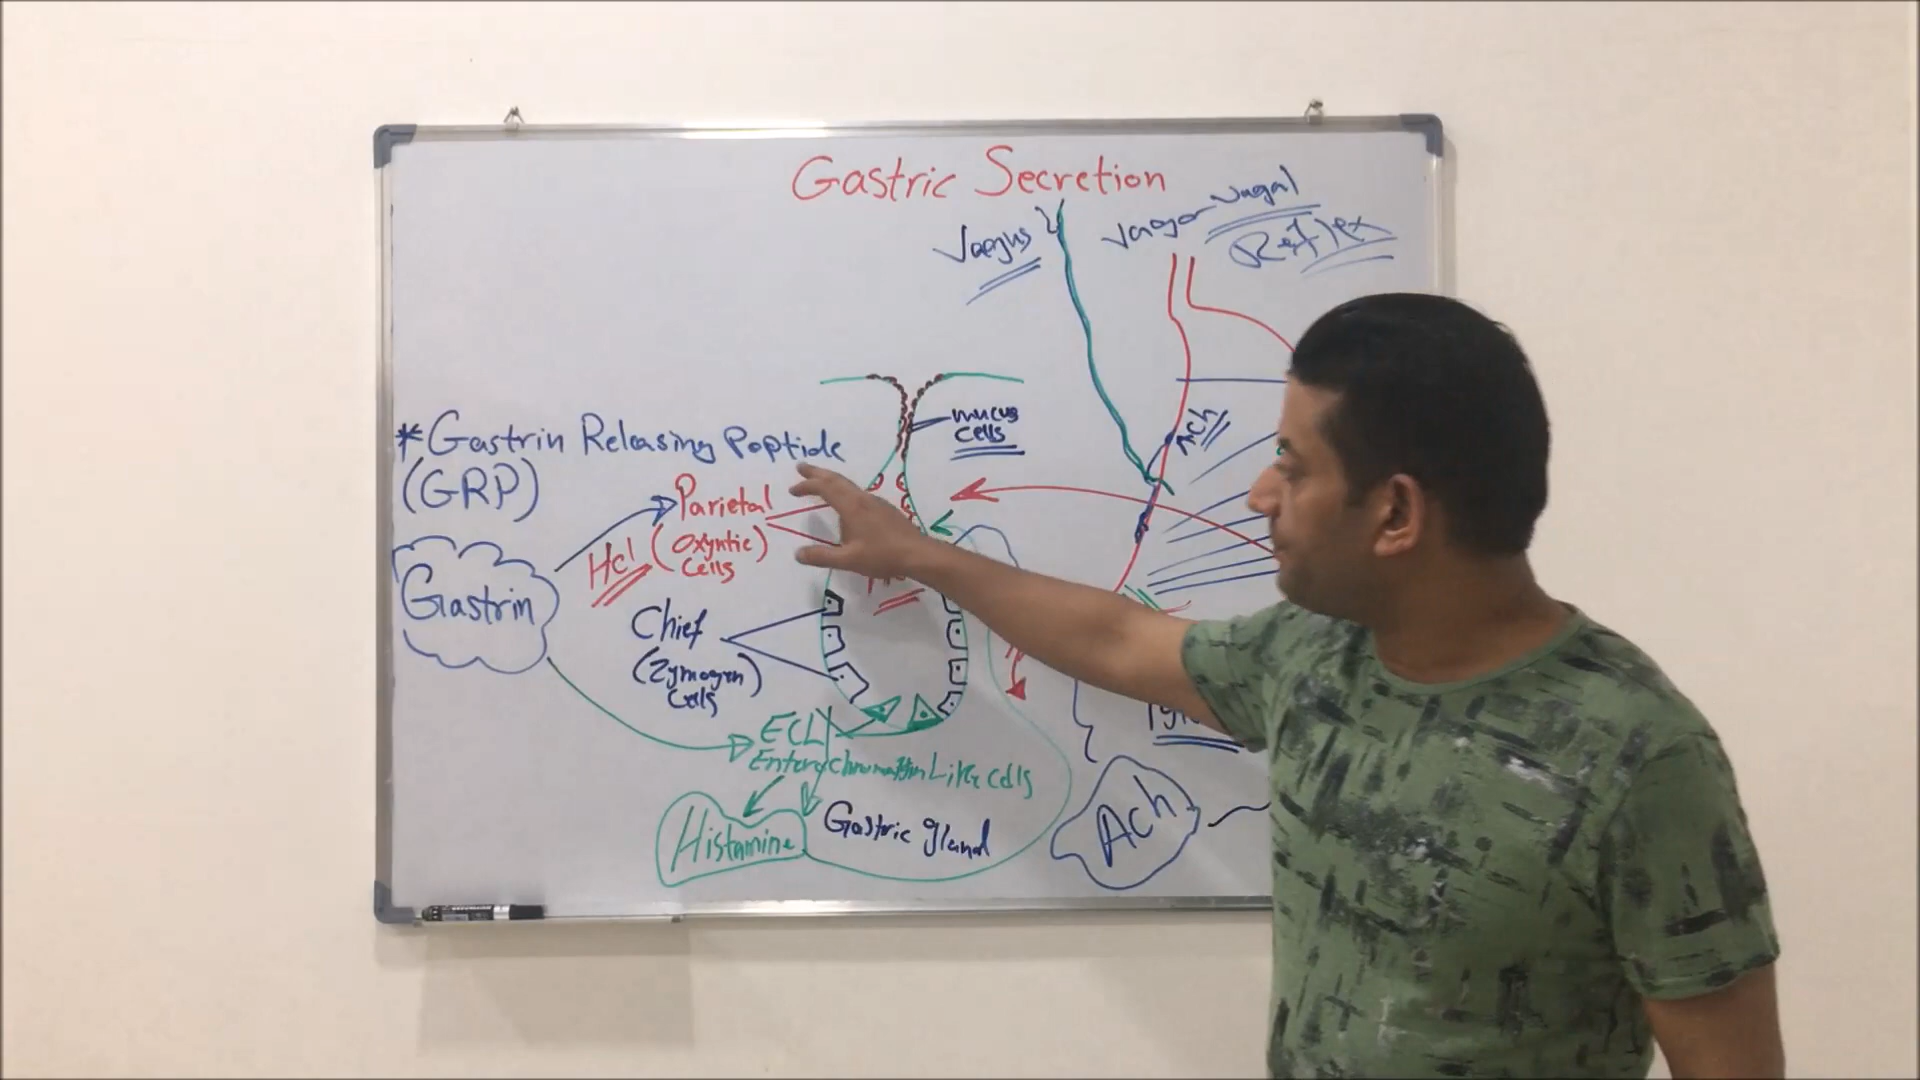 Gastric Secretion
Vagus
Vago-vagal
Reflex
mucus
cells
Ach
*Gastrin Releasing Peptide
(GRP)
Parietal
(Oxyntic)
cells
HCl
Gastrin
Chief
(Zymogen)
Cells
ECL
Enterochromaffin Like cells
Histamine
Gastric gland
Ach